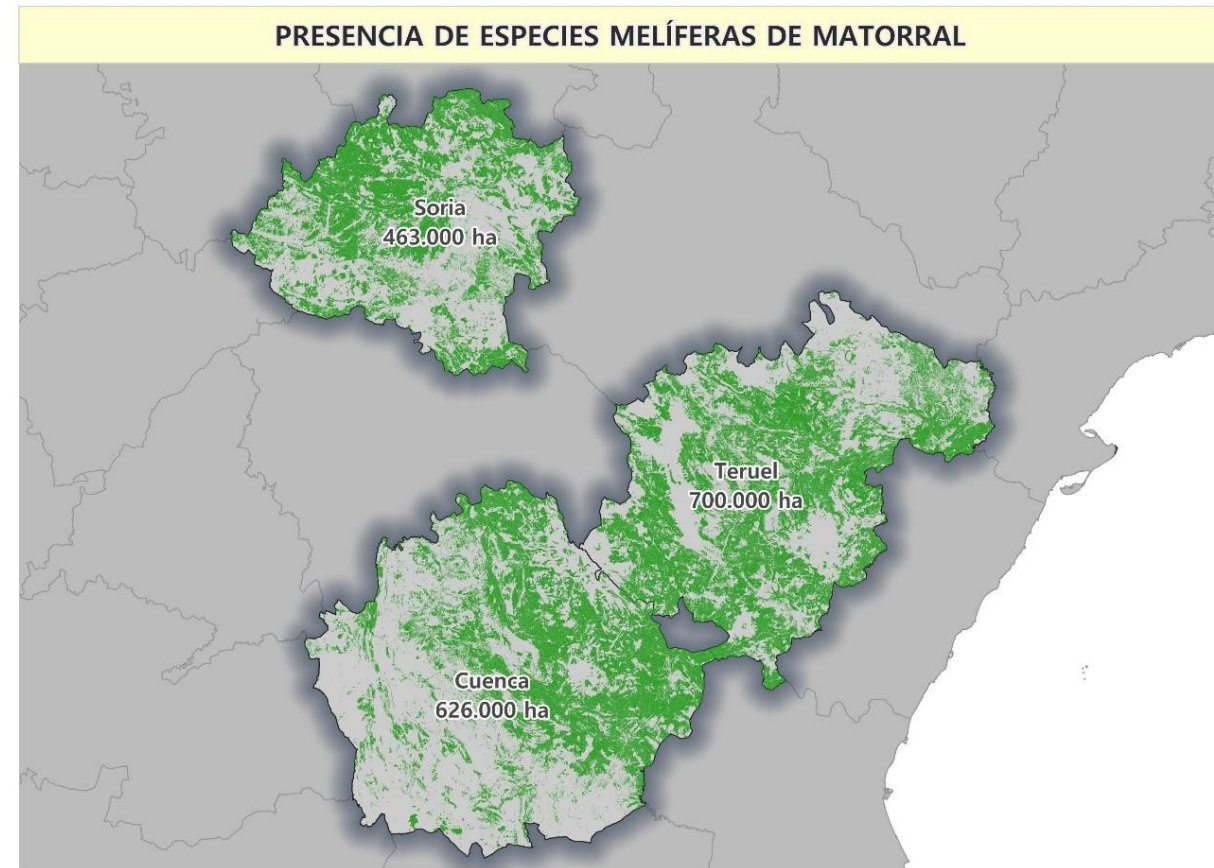 PRESENCIA DE ESPECIES MELÍFERAS DE MATORRAL
Soria
463.000 ha
Teruel
700.000 ha
Cuenca
626.000 ha